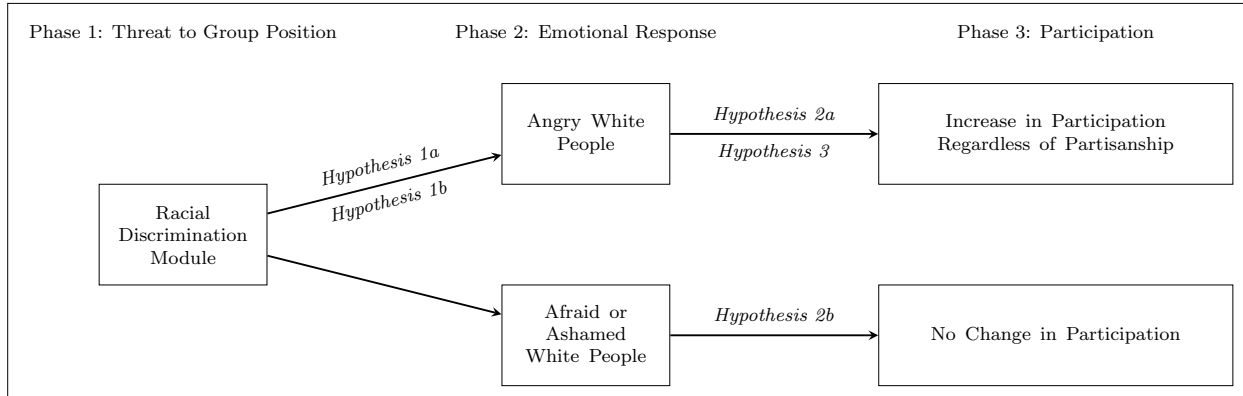 Phase 1: Threat to Group Position
Phase 2: Emotional Response
Phase 3: Participation
Racial
Discrimination
Module
Hypothesis 1a
Hypothesis 1b
Angry White
People
Hypothesis 2a
Hypothesis 3
Increase in Participation
Regardless of Partisanship
Afraid or
Ashamed
White People
Hypothesis 2b
No Change in Participation